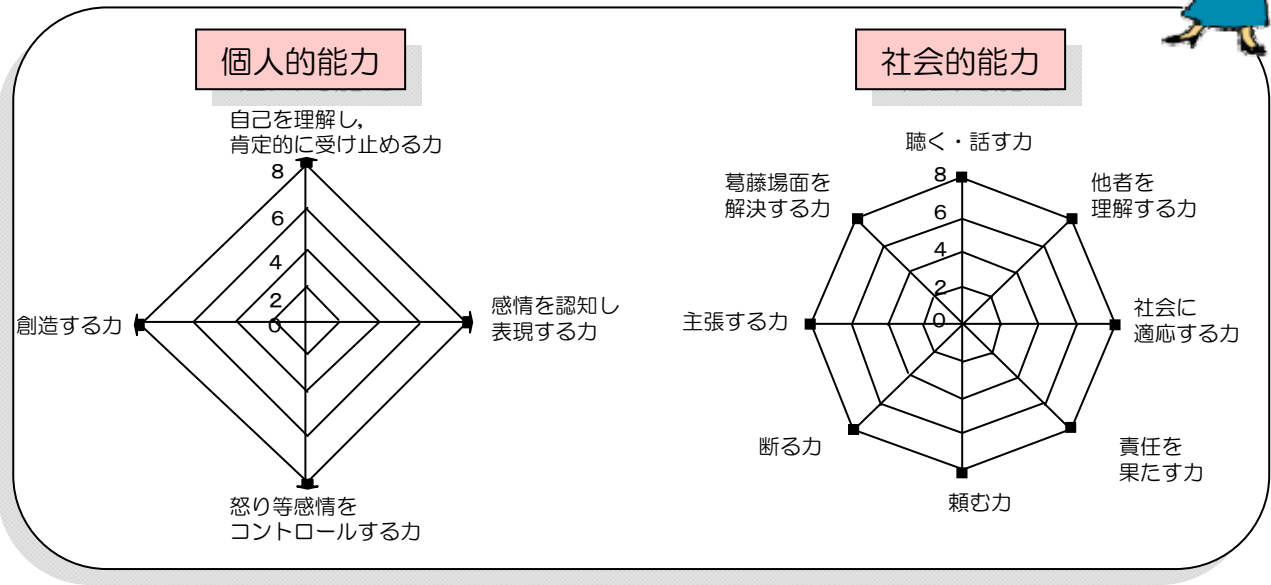 個人的能力
自己を理解し,
肯定的に受け止める力
8
6
4
2
0
感情を認知し
表現する力
創造する力
怒り等感情を
コントロールする力
社会的能力
聴く・話す力
8
6
4
2
0
他者を
理解する力
社会に
適応する力
責任を
果たす力
頼む力
断る力
主張する力
葛藤場面を
解決する力